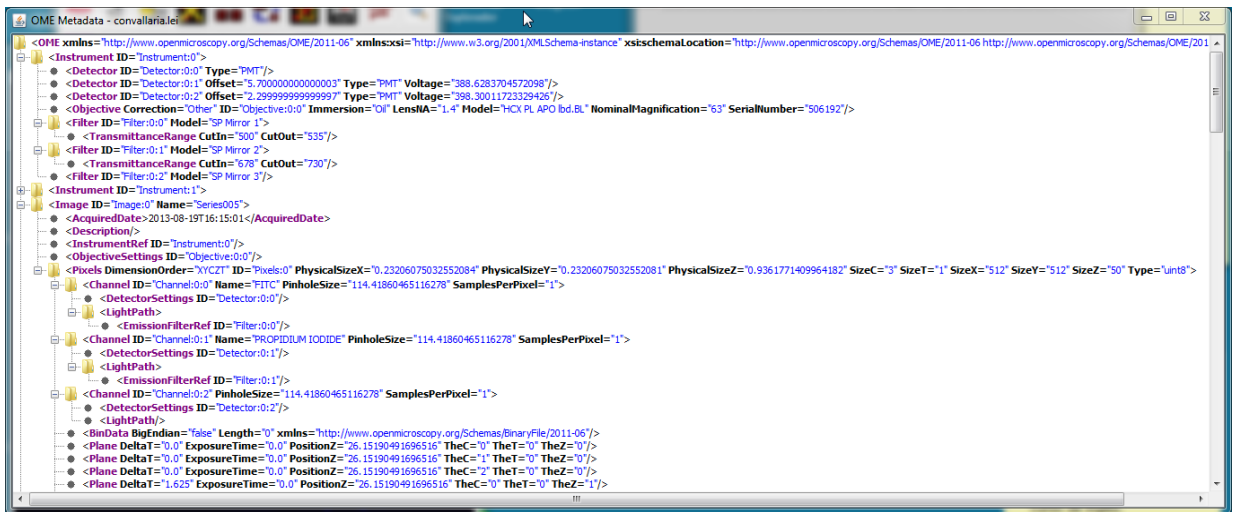 OME Metadata - convallaria.lei
<OME xmlns="http://www.openmicroscopy.org/Schemas/OME/2011-06" xmlns:xsi="http://www.w3.org/2001/XMLSchema-instance" xsi:schemaLocation="http://www.openmicroscopy.org/Schemas/OME/2011-06 http://www.openmicroscopy.org/Schemas/OME/201
<Instrument ID="Instrument:0">
<Detector ID="Detector:0:0" Type="PMT"/>
<Detector ID="Detector:0:1" Offset="5.700000000000003" Type="PMT" Voltage="388.6283704572098"/>
<Detector ID="Detector:0:2" Offset="2.299999999999997" Type="PMT" Voltage="398.30011723329426"/>
<Objective Correction="Other" ID="Objective:0:0" Immersion="Oil" LensNA="1.4" Model="HCX PL APO lbd.BL" NominalMagnification="63" SerialNumber="506192"/>
<Filter ID="Filter:0:0" Model="SP Mirror 1">
<TransmittanceRange CutIn="500" CutOut="535"/>
<Filter ID="Filter:0:1" Model="SP Mirror 2">
<TransmittanceRange CutIn="678" CutOut="730"/>
<Filter ID="Filter:0:2" Model="SP Mirror 3"/>
<Instrument ID="Instrument:1">
<Image ID="Image:0" Name="Series005">
<AcquiredDate>2013-08-19T16:15:01</AcquiredDate>
<Description/>
<InstrumentRef ID="Instrument:0"/>
<ObjectiveSettings ID="Objective:0:0"/>
<Pixels DimensionOrder="XYCZT" ID="Pixels:0" PhysicalSizeX="0.23206075032552084" PhysicalSizeY="0.2320607503255208​1" PhysicalSizeZ="0.9361771409964182" SizeC="3" SizeT="1" SizeX="512" SizeY="512" SizeZ="50" Type="uint8">
<Channel ID="Channel:0:0" Name="FITC" PinholeSize="114.41860465116278" SamplesPerPixel="1">
<DetectorSettings ID="Detector:0:0"/>
<LightPath>
<EmissionFilterRef ID="Filter:0:0"/>
<Channel ID="Channel:0:1" Name="PROPIDIUM IODIDE" PinholeSize="114.41860465116278" SamplesPerPixel="1">
<DetectorSettings ID="Detector:0:1"/>
<LightPath>
<EmissionFilterRef ID="Filter:0:1"/>
<Channel ID="Channel:0:2" PinholeSize="114.41860465116278" SamplesPerPixel="1">
<DetectorSettings ID="Detector:0:2"/>
<LightPath/>
<BinData BigEndian="false" Length="0" xmlns="http://www.openmicroscopy.org/Schemas/BinaryFile/2011-06"/>
<Plane DeltaT="0.0" ExposureTime="0.0" PositionZ="26.15190491696516" TheC="0" TheT="0" TheZ="0"/>
<Plane DeltaT="0.0" ExposureTime="0.0" PositionZ="26.15190491696516" TheC="1" TheT="0" TheZ="0"/>
<Plane DeltaT="0.0" ExposureTime="0.0" PositionZ="26.15190491696516" TheC="2" TheT="0" TheZ="0"/>
<Plane DeltaT="1.625" ExposureTime="0.0" PositionZ="26.15190491696516" TheC="0" TheT="0" TheZ="1"/>